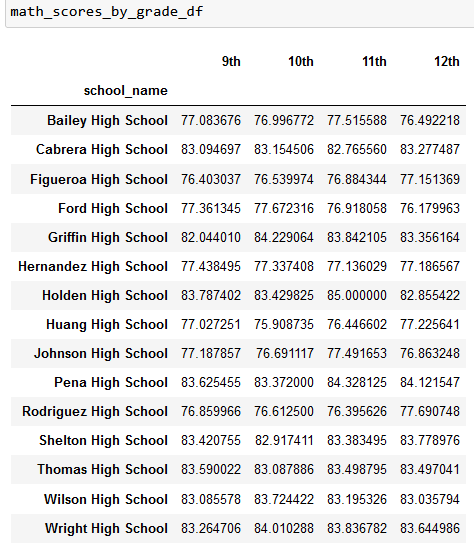 math_scores_by_grade_df
9th 10th 11th 12th
school_name
Bailey High School 77.083676 76.996772 77.515588 76.492218
Cabrera High School 83.094697 83.154506 82.765560 83.277487
Figueroa High School 76.403037 76.539974 76.884344 77.151369
Ford High School 77.361345 77.672316 76.918058 76.179963
Griffin High School 82.044010 84.229064 83.842105 83.356164
Hernandez High School 77.438495 77.337408 77.136029 77.186567
Holden High School 83.787402 83.429825 85.000000 82.855422
Huang High School 77.027251 75.908735 76.446602 77.225641
Johnson High School 77.187857 76.691117 77.491653 76.863248
Pena High School 83.625455 83.372000 84.328125 84.121547
Rodriguez High School 76.859966 76.612500 76.395626 77.690748
Shelton High School 83.420755 82.917411 83.383495 83.778976
Thomas High School 83.590022 83.087886 83.498795 83.497041
Wilson High School 83.085578 83.724422 83.195326 83.035794
Wright High School 83.264706 84.010288 83.836782 83.644986